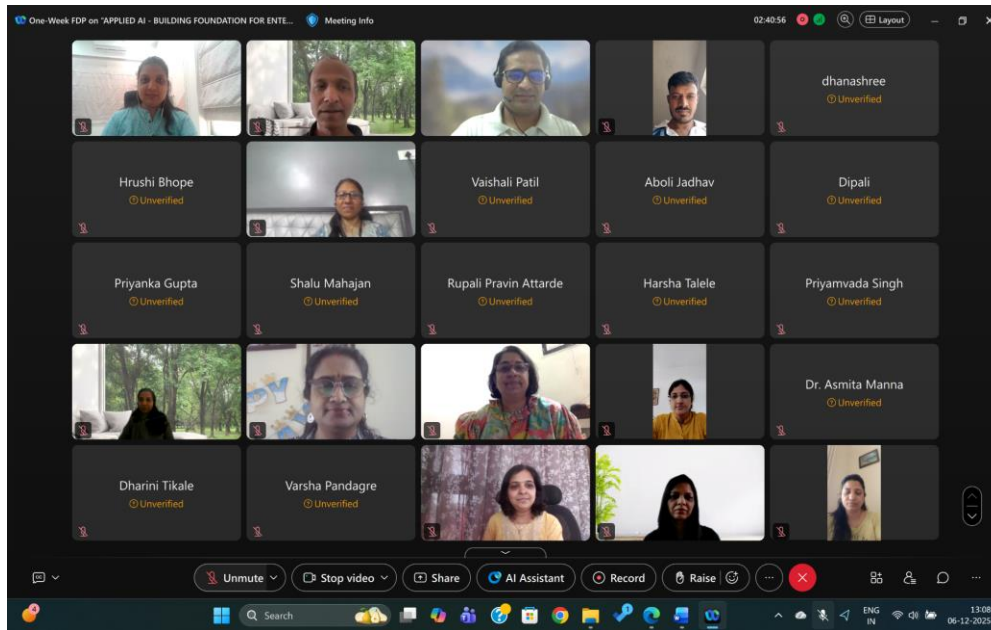 One-Week FDP on "APPLIED AI - BUILDING FOUNDATION FOR ENTE...
Meeting Info
02:40:56
Layout
dhanashree
Unverified
Hrushi Bhope
Unverified
Vaishali Patil
Unverified
Aboli Jadhav
Unverified
Dipali
Unverified
Priyanka Gupta
Unverified
Shalu Mahajan
Unverified
Rupali Pravin Attarde
Unverified
Harsha Talele
Unverified
Priyamvada Singh
Unverified
Dr. Asmita Manna
Unverified
Dharini Tikale
Unverified
Varsha Pandagre
Unverified
Unmute
Stop video
Share
AI Assistant
Record
Raise
4
Search
1
ENG
IN
13:08
06-12-2025